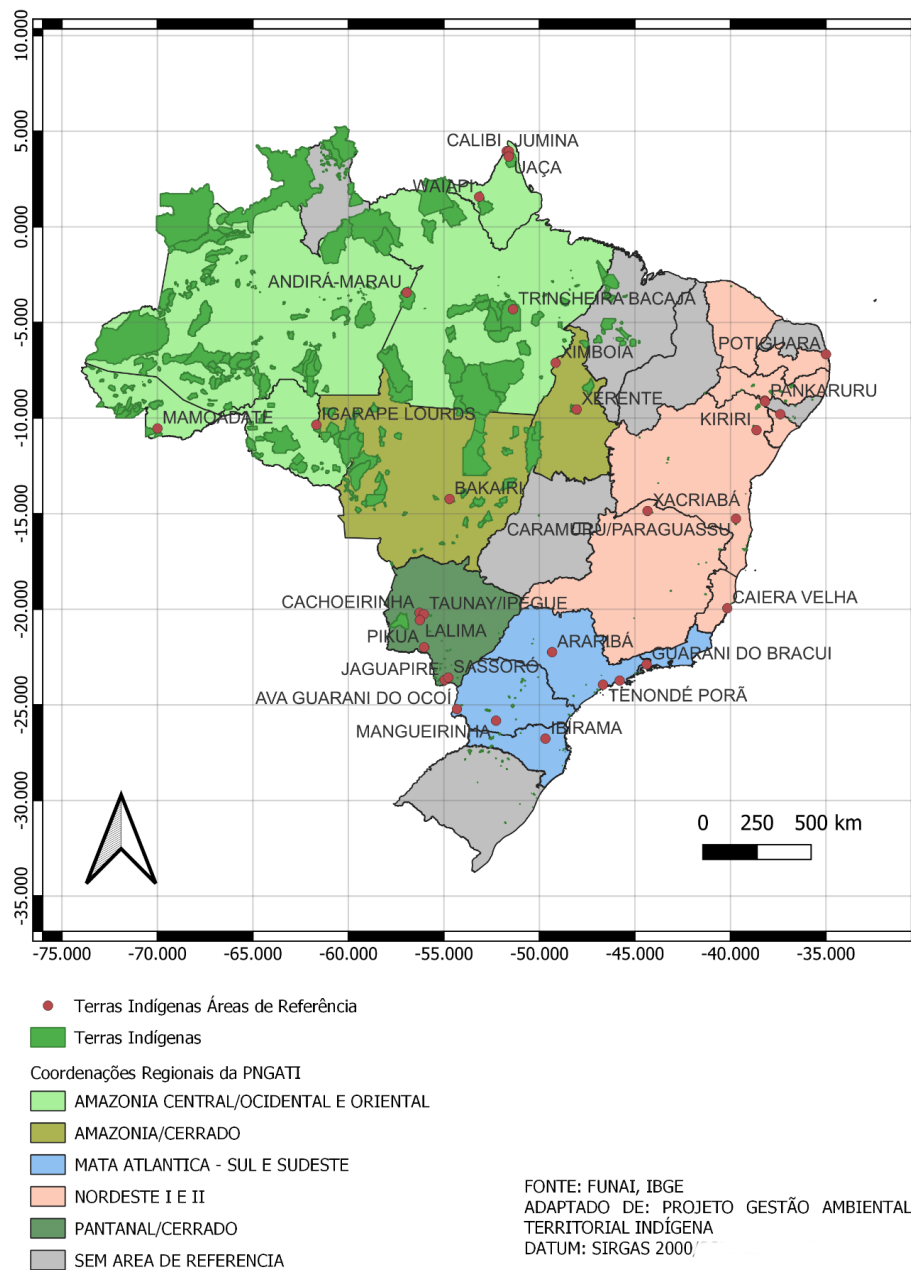 10.000
5.000
0.000
-5.000
-10.000
-15.000
-20.000
-25.000
-30.000
-35.000
CALIBI JUMINA
UAÇA
WAIAPI
ANDIRÁ-MARAU
TRINCHEIRA BACAJA
XIMBOIA
POTIGUARA
XERENTE
PANKARURU
MAMOADATE
IGARAPE LOURDS
KIRIRI
BAKAIRI
XACRIABÁ
CARAMURU/PARAGUASSU
CACHOEIRINHA
TAUNAY/IPEGUE
CAIERA VELHA
LALIMA
PIKUA
ARARIBÁ
GUARANI DO BRACUI
JAGUAPIRE
SASSORÓ
AVA GUARANI DO OCOÍ
TENONDÉ PORÃ
MANGUEIRINHA
IBIRAMA
0 250 500 km
-75.000 -70.000 -65.000 -60.000 -55.000 -50.000 -45.000 -40.000 -35.000
Terras Indígenas Áreas de Referência
Terras Indígenas
Coordenações Regionais da PNGATI
AMAZONIA CENTRAL/OCIDENTAL E ORIENTAL
AMAZONIA/CERRADO
MATA ATLANTICA - SUL E SUDESTE
NORDESTE I E II
PANTANAL/CERRADO
SEM AREA DE REFERENCIA
FONTE: FUNAI, IBGE
ADAPTADO DE: PROJETO GESTÃO AMBIENTAL
TERRITORIAL INDÍGENA
DATUM: SIRGAS 2000/